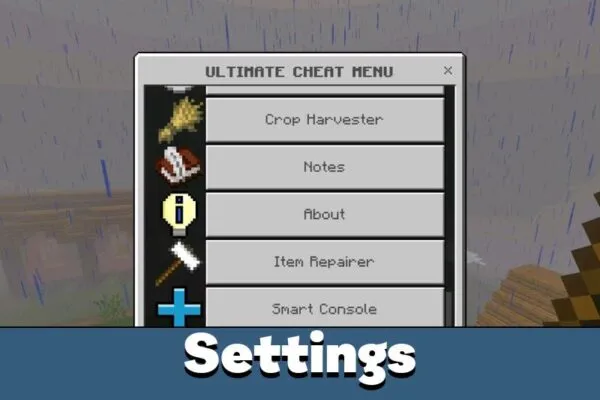 ULTIMATE CHEAT MENU
Crop Harvester
Notes
About
Item Repairer
Smart Console
Settings